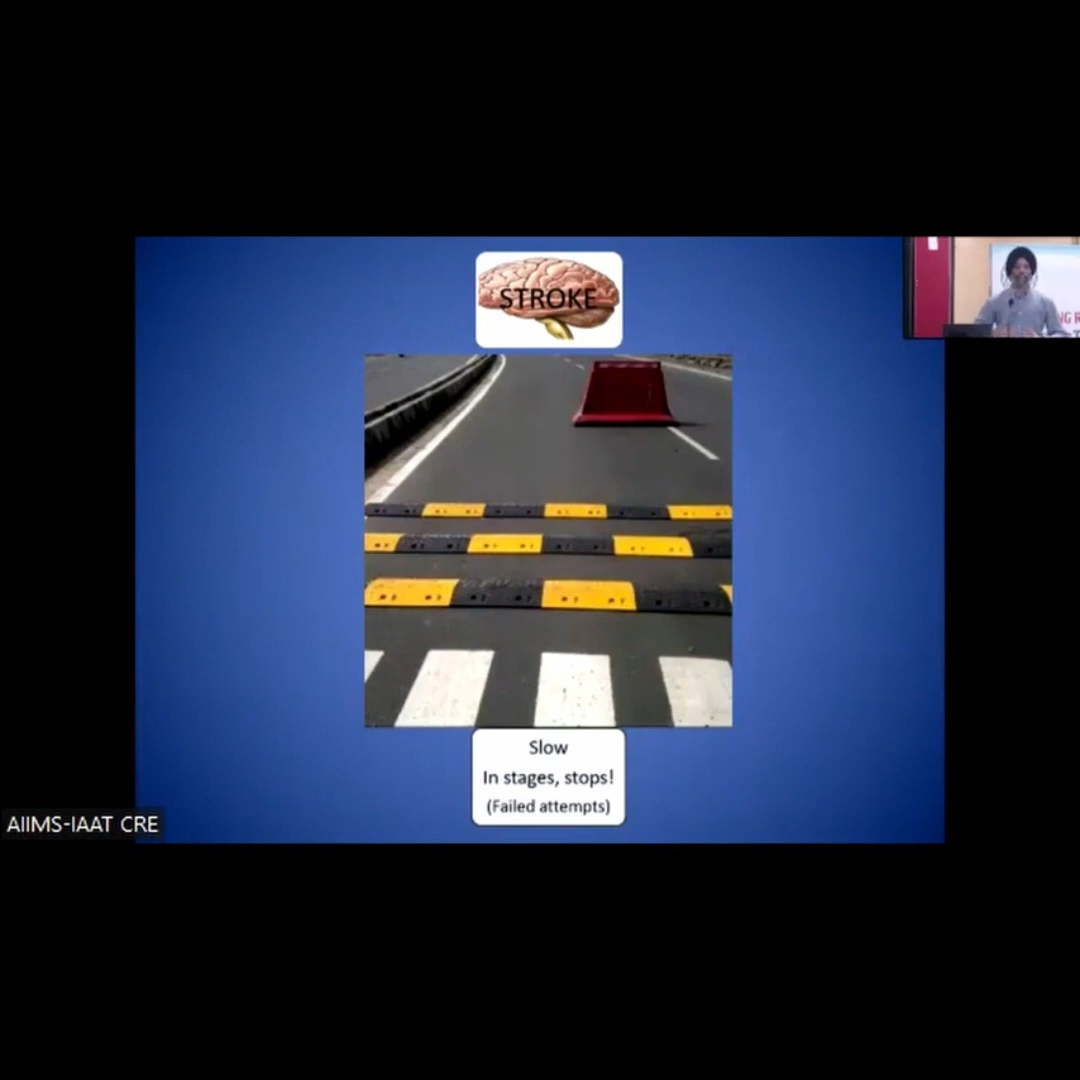 STROKE
Slow
In stages, stops!
(Failed attempts)
AIIMS-IAAT CRE